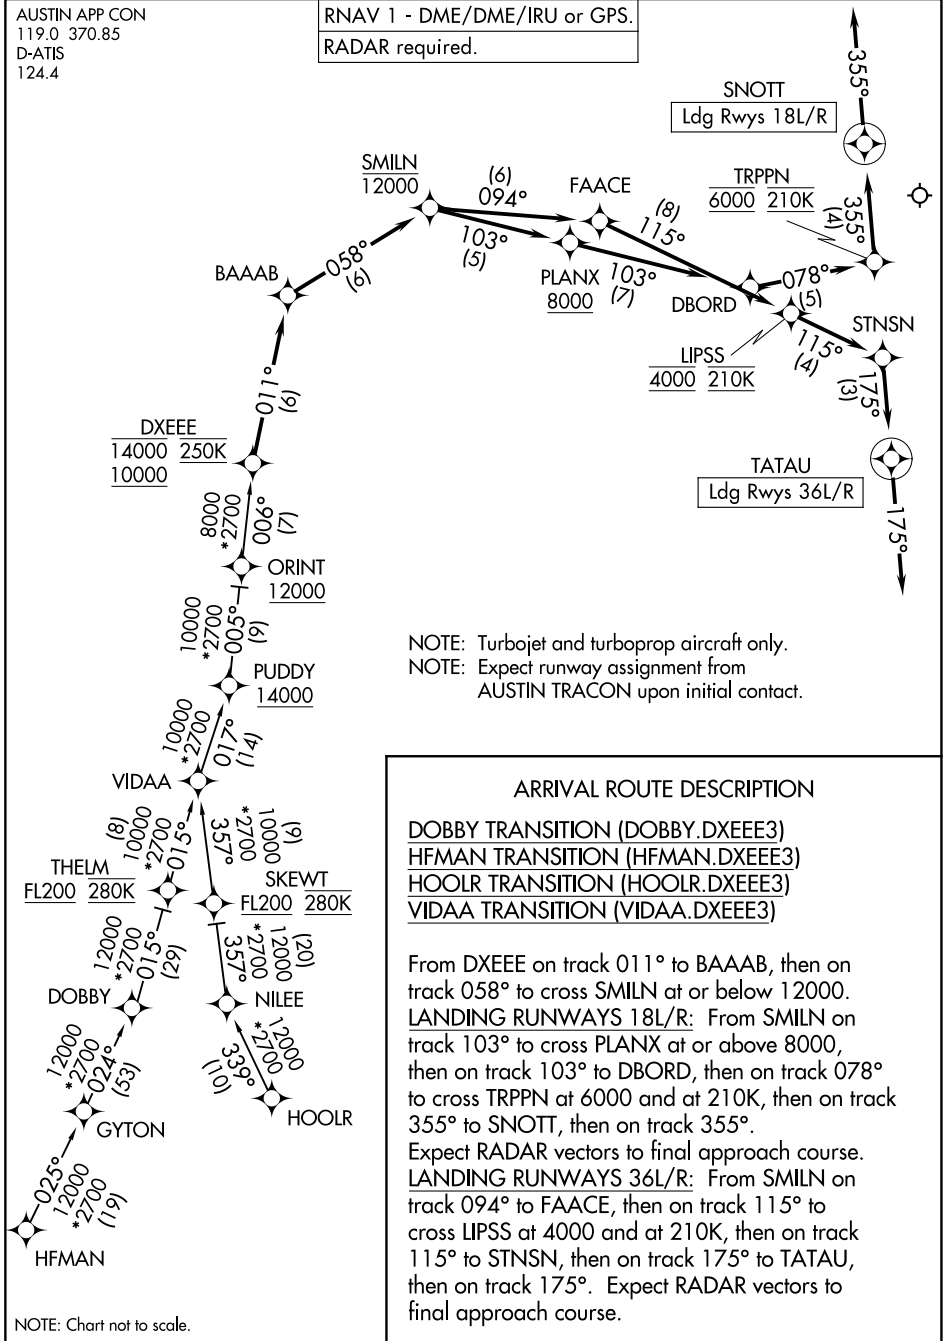 AUSTIN APP CON
119.0 370.85
D-ATIS
124.4
RNAV 1 - DME/DME/IRU or GPS.
RADAR required.
355°
SNOTT
Ldg Rwys 18L/R
SMILN
12000
(6)
094°
FAACE
TRPPN
6000 210K
355°
(4)
(8)
115°
103°
(5)
058°
(6)
BAAAB
PLANX
8000
103°
(7)
DBORD
078°
(5)
STNSN
LIPSS
4000 210K
115°
(4)
175°
(3)
011°
(6)
DXEEE
14000 250K
10000
TATAU
Ldg Rwys 36L/R
175°
8000
*2700
006°
(7)
ORINT
12000
10000
*2700
005°
(9)
NOTE: Turbojet and turboprop aircraft only.
NOTE: Expect runway assignment from
AUSTIN TRACON upon initial contact.
PUDDY
14000
10000
*2700
017°
(14)
VIDAA
(8)
10000
*2700
015°
(9)
10000
*2700
357°
THELM
FL200 280K
SKEWT
FL200 280K
12000
*2700
015°
(29)
(20)
12000
*2700
357°
DOBBY
NILEE
12000
*2700
024°
(53)
12000
*2700
339°
(10)
GYTON
HOOLR
025°
12000
*2700
(19)
HFMAN
NOTE: Chart not to scale.
ARRIVAL ROUTE DESCRIPTION
DOBBY TRANSITION (DOBBY.DXEEE3)
HFMAN TRANSITION (HFMAN.DXEEE3)
HOOLR TRANSITION (HOOLR.DXEEE3)
VIDAA TRANSITION (VIDAA.DXEEE3)
From DXEEE on track 011° to BAAAB, then on
track 058° to cross SMILN at or below 12000.
LANDING RUNWAYS 18L/R: From SMILN on
track 103° to cross PLANX at or above 8000,
then on track 103° to DBORD, then on track 078°
to cross TRPPN at 6000 and at 210K, then on track
355° to SNOTT, then on track 355°.
Expect RADAR vectors to final approach course.
LANDING RUNWAYS 36L/R: From SMILN on
track 094° to FAACE, then on track 115° to
cross LIPSS at 4000 and at 210K, then on track
115° to STNSN, then on track 175° to TATAU,
then on track 175°. Expect RADAR vectors to
final approach course.